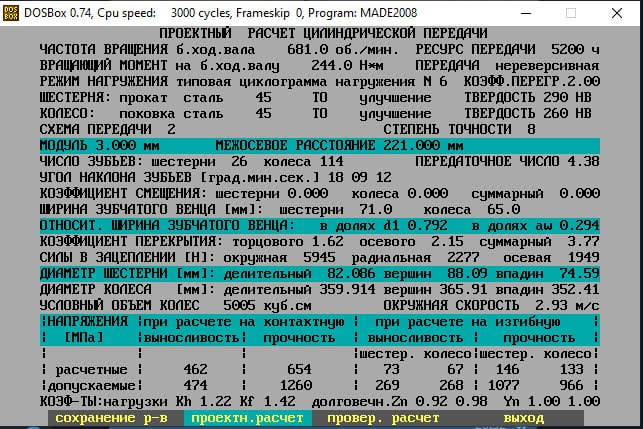 DOSBox 0.74, Cpu speed: 3000 cycles, Frameskip 0, Program: MADE2008
ПРОЕКТНЫЙ РАСЧЕТ ЦИЛИНДРИЧЕСКОЙ ПЕРЕДАЧИ
ЧАСТОТА ВРАЩЕНИЯ б.ход.вала 681.0 об./мин. РЕСУРС ПЕРЕДАЧИ 5200 ч
ВРАЩАЮЩИЙ МОМЕНТ на б.ход.валу 244.0 Н*м ПЕРЕДАЧА нереверсивная
РЕЖИМ НАГРУЖЕНИЯ типовая циклограмма нагружения N 6 КОЭФФ.ПЕРЕГР.2.00
ШЕСТЕРНЯ: прокат сталь 45 ТО улучшение ТВЕРДОСТЬ 290 НВ
КОЛЕСО: поковка сталь 45 ТО улучшение ТВЕРДОСТЬ 260 НВ
СХЕМА ПЕРЕДАЧИ 2 СТЕПЕНЬ ТОЧНОСТИ 8
МОДУЛЬ 3.000 мм МЕЖОСЕВОЕ РАССТОЯНИЕ 221.000 мм
ЧИСЛО ЗУБЬЕВ: шестерни 26 колеса 114 ПЕРЕДАТОЧНОЕ ЧИСЛО 4.38
УГОЛ НАКЛОНА ЗУБЬЕВ [град.мин.сек.] 18 09 12
КОЭФФИЦИЕНТ СМЕЩЕНИЯ: шестерни 0.000 колеса 0.000 суммарный 0.000
ШИРИНА ЗУБЧАТОГО ВЕНЦА [мм]: шестерни 71.0 колеса 65.0
ОТНОСИТ. ШИРИНА ЗУБЧАТОГО ВЕНЦА: в долях d1 0.792 в долях aw 0.294
КОЭФФИЦИЕНТ ПЕРЕКРЫТИЯ: торцового 1.62 осевого 2.15 суммарный 3.77
СИЛЫ В ЗАЦЕПЛЕНИИ [Н]: окружная 5945 радиальная 2277 осевая 1949
ДИАМЕТР ШЕСТЕРНИ [мм]: делительный 82.086 вершин 88.09 впадин 74.59
ДИАМЕТР КОЛЕСА [мм]: делительный 359.914 вершин 365.91 впадин 352.41
УСЛОВНЫЙ ОБЪЕМ КОЛЕС 5905 куб.см ОКРУЖНАЯ СКОРОСТЬ 2.93 м/с
¦НАПРЯЖЕНИЯ ¦при расчете на контактную ¦ при расчете на изгибную ¦
¦ [МПа] ¦выносливость¦ прочность ¦ выносливость¦ прочность ¦
¦ ¦ ¦ ¦шестер. колесо¦шестер. колесо¦
¦ расчетные ¦ 462 ¦ 654 ¦ 73 67 ¦ 146 133 ¦
¦допускаемые¦ 474 ¦ 1260 ¦ 269 268 ¦ 1077 966 ¦
КОЭФ-ТЫ:нагрузки Kh 1.22 Kf 1.42 долговечн.Zn 0.92 0.98 Yn 1.00 1.00
сохранение р-в проектн.расчет провер. расчет выход